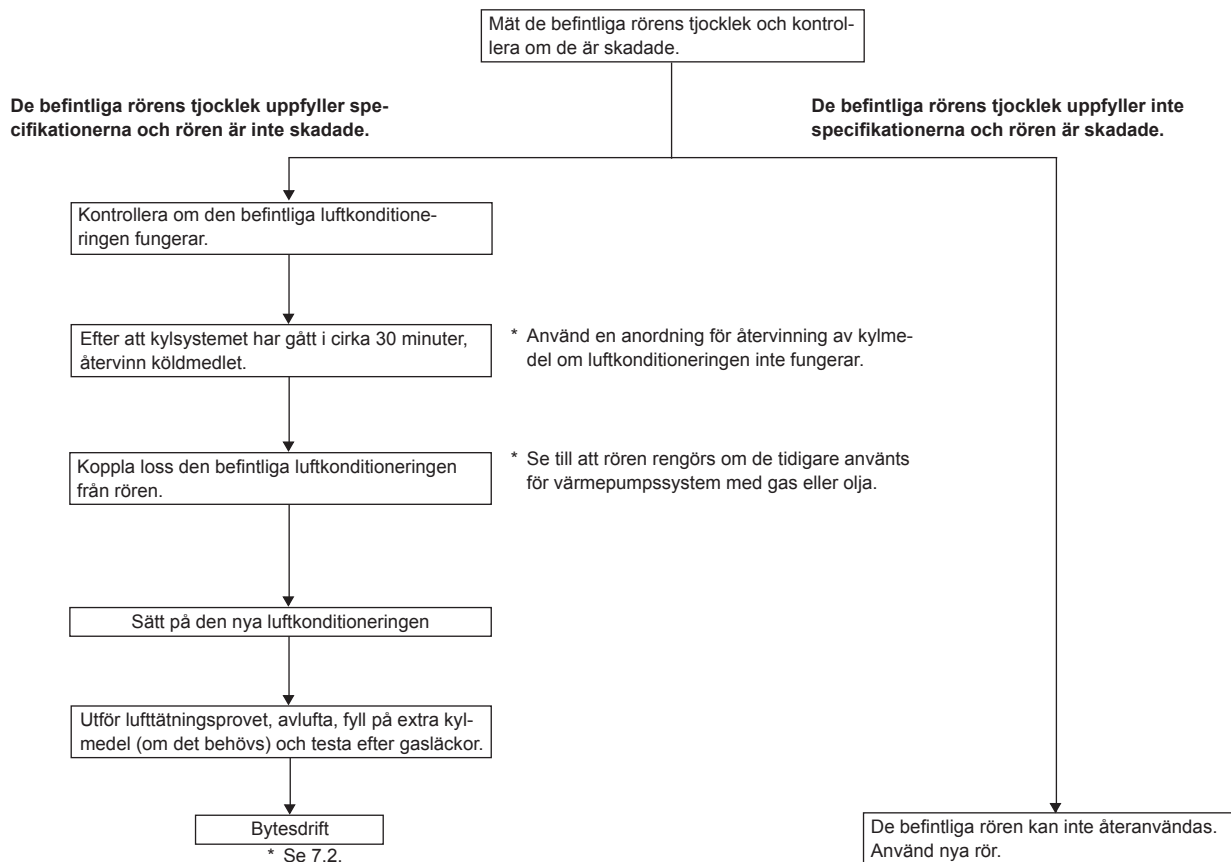 Mät de befintliga rörens tjocklek och kontrol-
lera om de är skadade.
De befintliga rörens tjocklek uppfyller spe-
cifikationerna och rören är inte skadade.
De befintliga rörens tjocklek uppfyller inte
specifikationerna och rören är skadade.
Kontrollera om den befintliga luftkonditione-
ringen fungerar.
Efter att kylsystemet har gått i cirka 30 minuter,
återvinn köldmedlet.
* Använd en anordning för återvinning av kylme-
del om luftkonditioneringen inte fungerar.
Koppla loss den befintliga luftkonditioneringen
från rören.
* Se till att rören rengörs om de tidigare använts
för värmepumpssystem med gas eller olja.
Sätt på den nya luftkonditioneringen
Utför lufttätningsprovet, avlufta, fyll på extra kyl-
medel (om det behövs) och testa efter gasläckor.
Bytesdrift
* Se 7.2.
De befintliga rören kan inte återanvändas.
Använd nya rör.